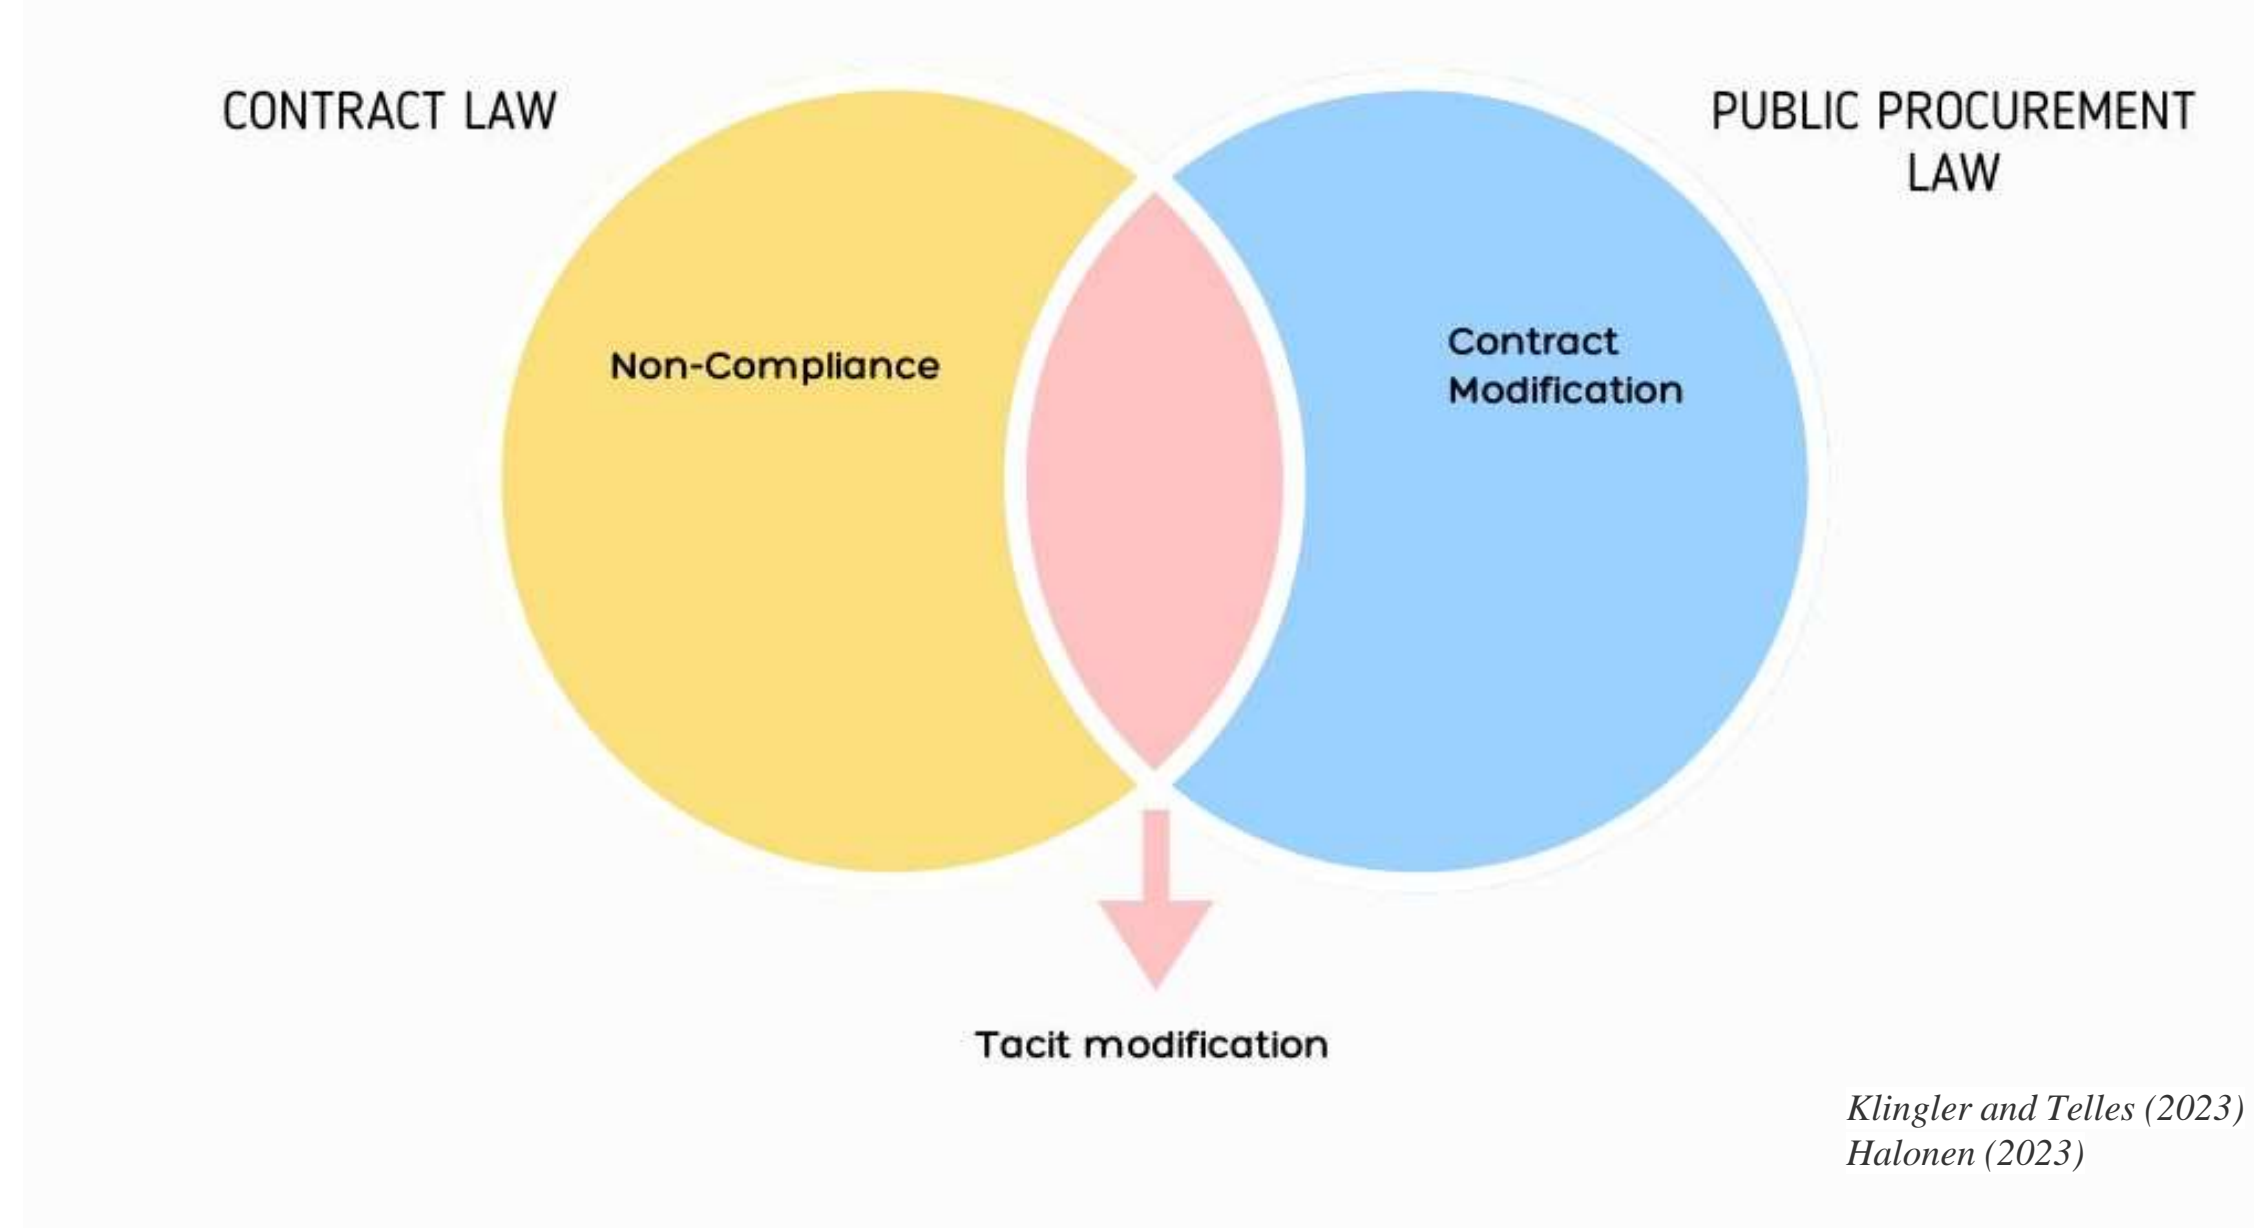 CONTRACT LAW
PUBLIC PROCUREMENT
LAW
Non-Compliance
Contract
Modification
Tacit modification
Klingler and Telles (2023)
Halonen (2023)